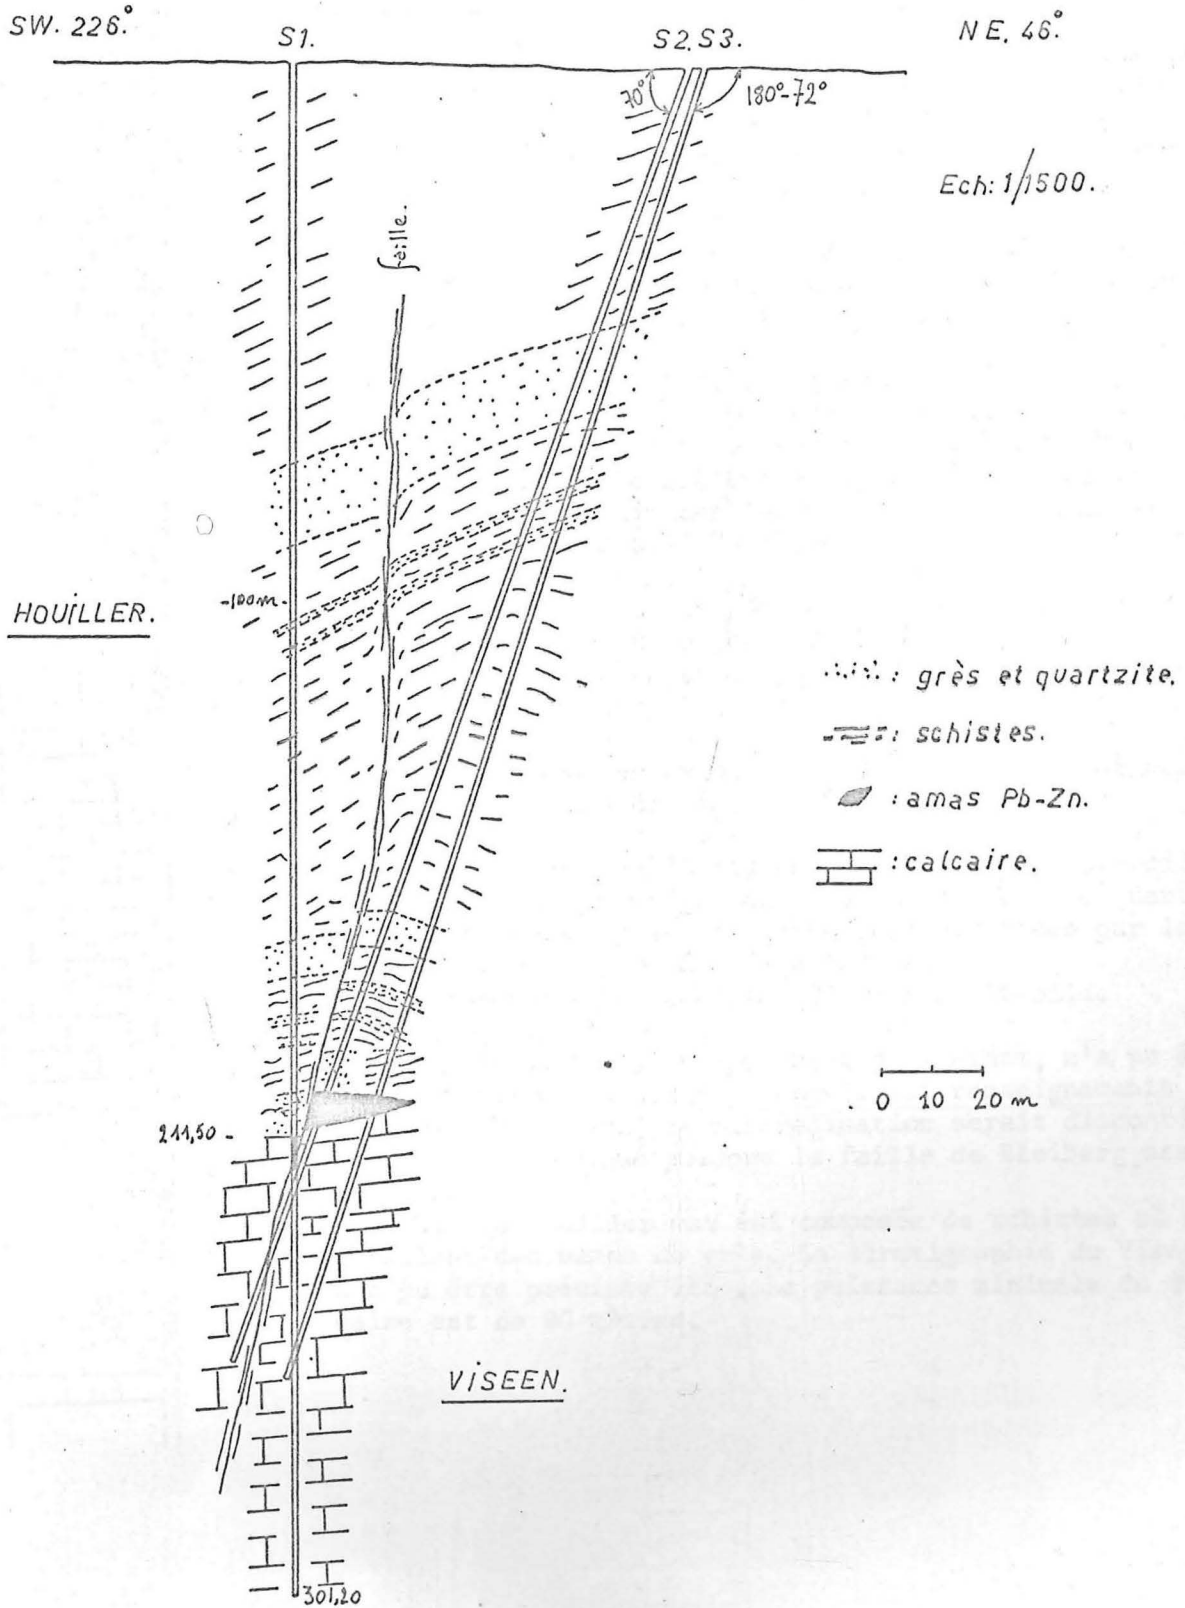 SW. 226°
S1.
S2. S3.
NE. 46°
70°
180°-72°
Ech: 1/1500.
faille.
-100m.
HOUiLLER.
: grès et quartzite.
: schistes.
: amas Pb-Zn.
: calcaire.
0 10 20 m
211,50 -
ViSEEN.
301,20